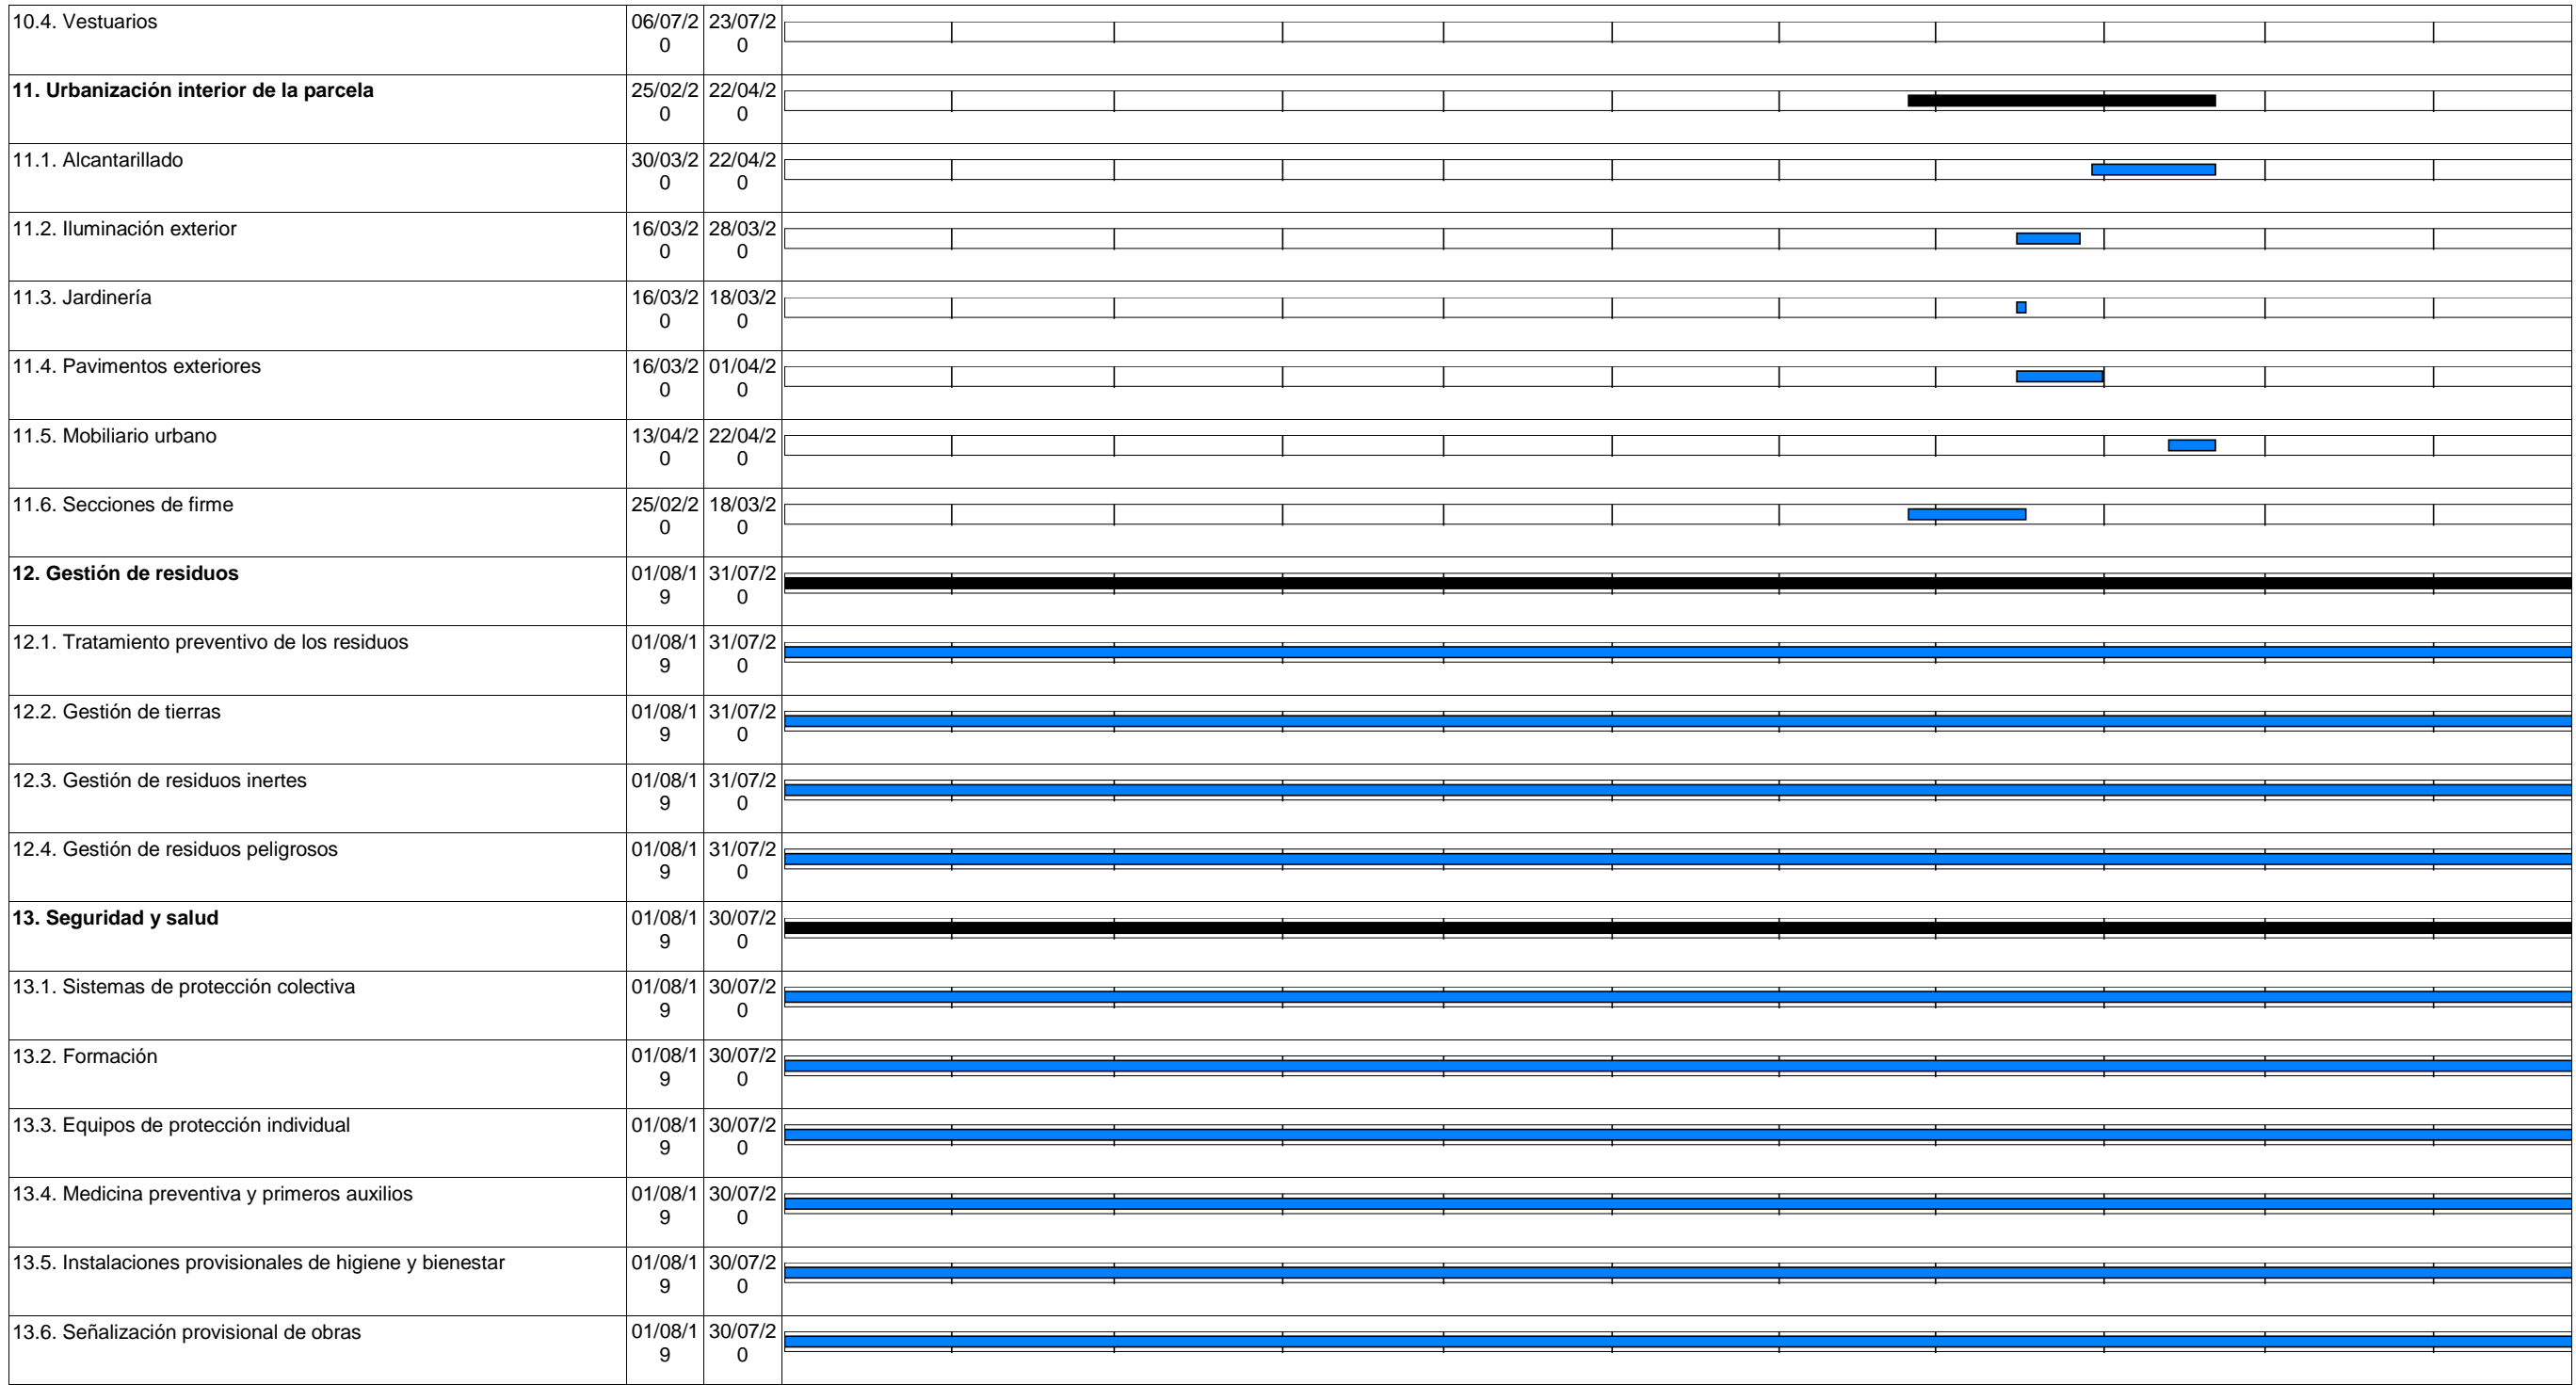 10.4. Vestuarios 06/07/2 23/07/2
0 0
11. Urbanización interior de la parcela 25/02/2 22/04/2
0 0
11.1. Alcantarillado 30/03/2 22/04/2
0 0
11.2. Iluminación exterior 16/03/2 28/03/2
0 0
11.3. Jardinería 16/03/2 18/03/2
0 0
11.4. Pavimentos exteriores 16/03/2 01/04/2
0 0
11.5. Mobiliario urbano 13/04/2 22/04/2
0 0
11.6. Secciones de firme 25/02/2 18/03/2
0 0
12. Gestión de residuos 01/08/1 31/07/2
9 0
12.1. Tratamiento preventivo de los residuos 01/08/1 31/07/2
9 0
12.2. Gestión de tierras 01/08/1 31/07/2
9 0
12.3. Gestión de residuos inertes 01/08/1 31/07/2
9 0
12.4. Gestión de residuos peligrosos 01/08/1 31/07/2
9 0
13. Seguridad y salud 01/08/1 30/07/2
9 0
13.1. Sistemas de protección colectiva 01/08/1 30/07/2
9 0
13.2. Formación 01/08/1 30/07/2
9 0
13.3. Equipos de protección individual 01/08/1 30/07/2
9 0
13.4. Medicina preventiva y primeros auxilios 01/08/1 30/07/2
9 0
13.5. Instalaciones provisionales de higiene y bienestar 01/08/1 30/07/2
9 0
13.6. Señalización provisional de obras 01/08/1 30/07/2
9 0